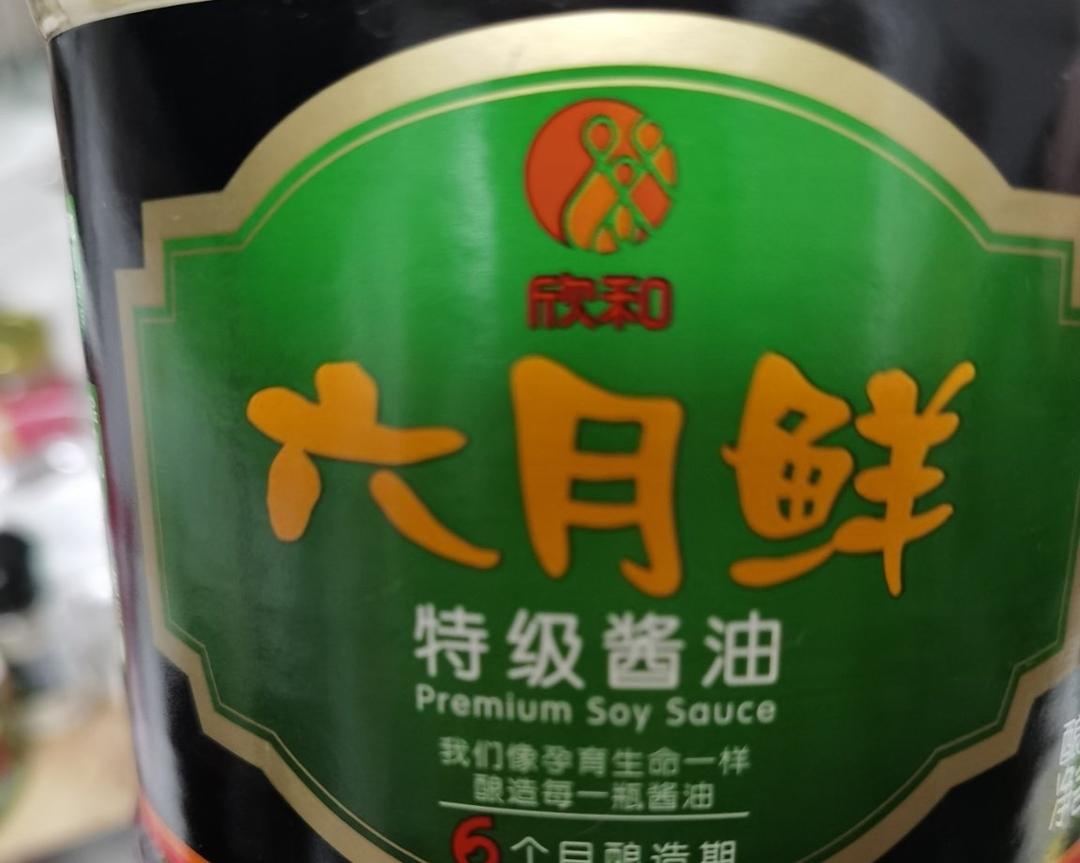 欣和
六月鲜
特级酱油
Premium Soy Sauce
我们像孕育生命一样
酿造每一瓶酱油
6个月酿造期